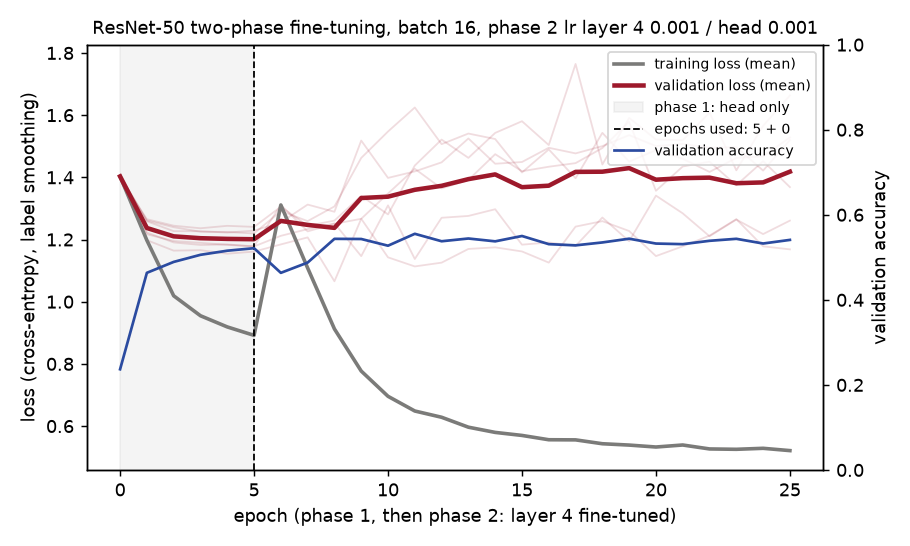 ResNet-50 two-phase fine-tuning, batch 16, phase 2 lr layer 4 0.001 / head 0.001
training loss (mean)
validation loss (mean)
phase 1: head only
epochs used: 5 + 0
validation accuracy
loss (cross-entropy, label smoothing)
1.8
1.6
1.4
1.2
1.0
0.8
0.6
1.0
0.8
0.6
0.4
0.2
0.0
validation accuracy
0
5
10
15
20
25
epoch (phase 1, then phase 2: layer 4 fine-tuned)